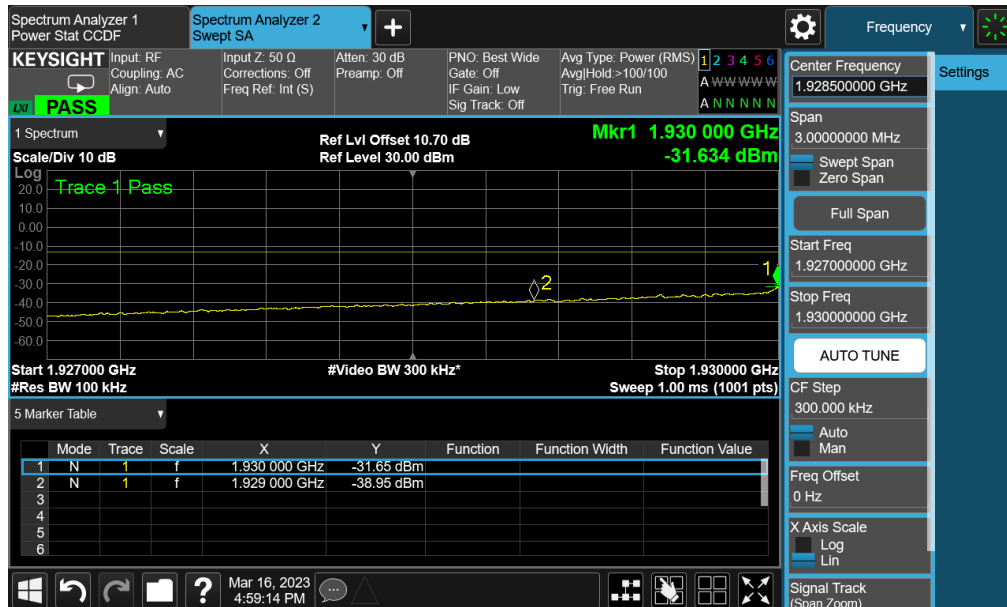 Spectrum Analyzer 1
Power Stat CCDF
Spectrum Analyzer 2
Swept SA
+
Frequency
KEYSIGHT
Input: RF
Coupling: AC
Align: Auto
Input Z: 50 Ω
Corrections: Off
Freq Ref: Int (S)
Atten: 30 dB
Preamp: Off
PNO: Best Wide
Gate: Off
IF Gain: Low
Sig Track: Off
Avg Type: Power (RMS)
Avg|Hold:>100/100
Trig: Free Run
1 2 3 4 5 6
A W W W W W
A N N N N N
LXI PASS
1 Spectrum
Scale/Div 10 dB
Ref Lvl Offset 10.70 dB
Ref Level 30.00 dBm
Mkr1 1.930 000 GHz
-31.634 dBm
Log
Trace 1 Pass
20.0
10.0
0.00
-10.0
-20.0
-30.0
-40.0
-50.0
-60.0
1
2
Start 1.927000 GHz
#Res BW 100 kHz
#Video BW 300 kHz*
Stop 1.930000 GHz
Sweep 1.00 ms (1001 pts)
5 Marker Table
Mode Trace Scale X Y Function Function Width Function Value
1 N 1 f 1.930 000 GHz -31.65 dBm
2 N 1 f 1.929 000 GHz -38.95 dBm
3
4
5
6
Mar 16, 2023
4:59:14 PM
Center Frequency
1.928500000 GHz
Span
3.00000000 MHz
Swept Span
Zero Span
Full Span
Start Freq
1.927000000 GHz
Stop Freq
1.930000000 GHz
AUTO TUNE
CF Step
300.000 kHz
Auto
Man
Freq Offset
0 Hz
X Axis Scale
Log
Lin
Signal Track
(Span Zoom)
Settings